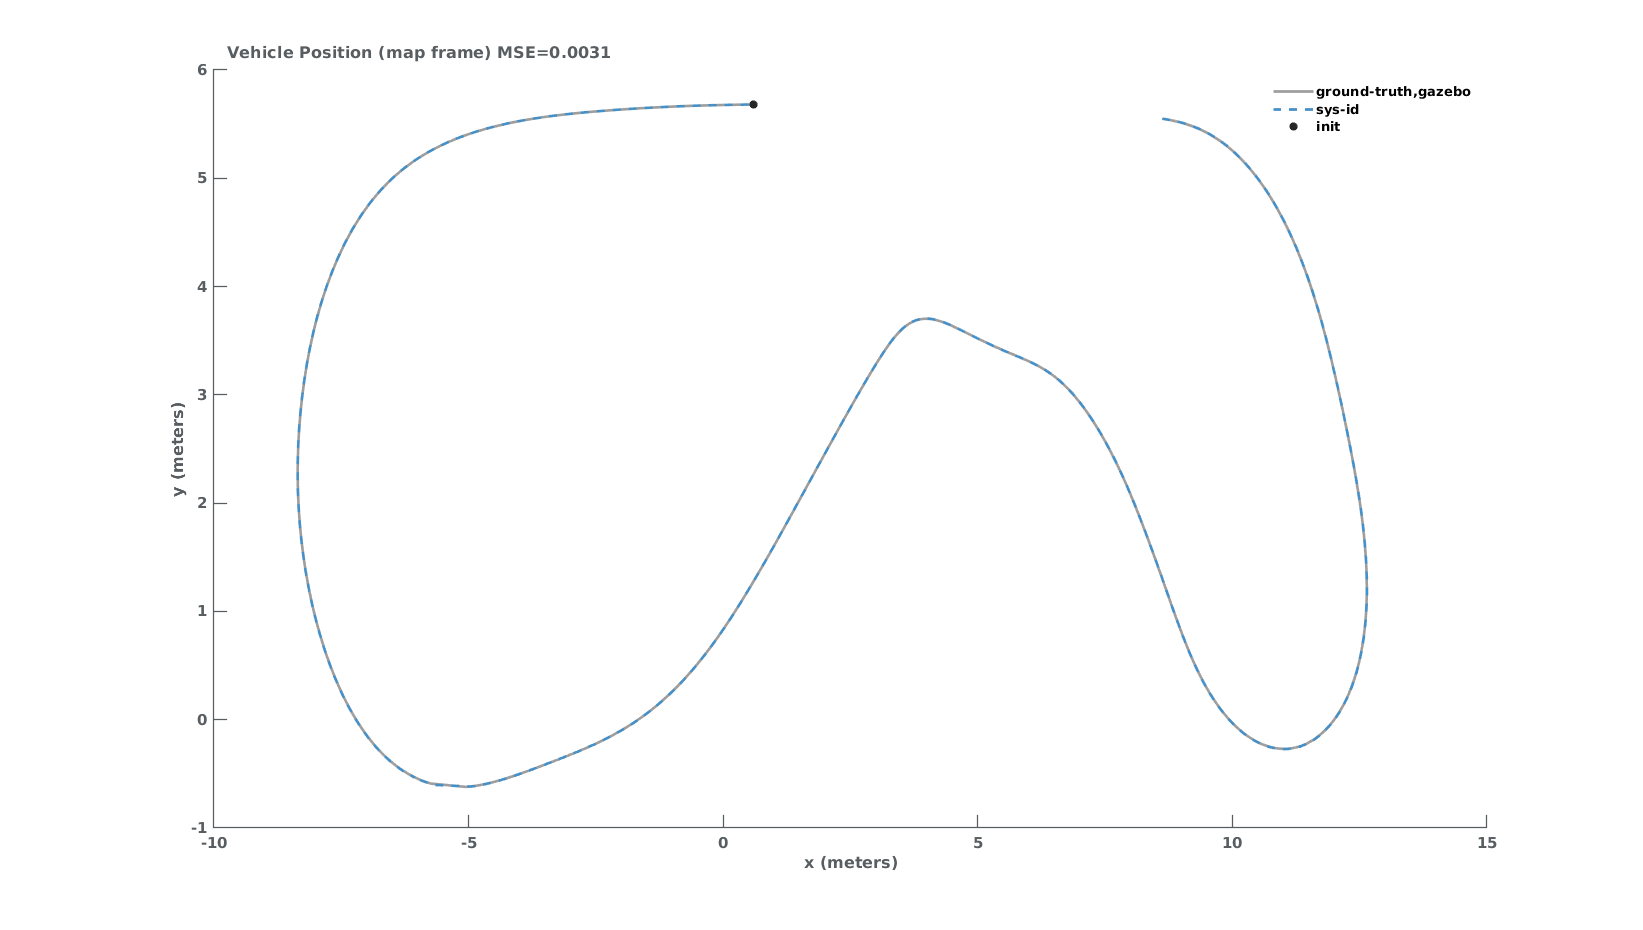 Vehicle Position (map frame) MSE=0.0031
ground-truth,gazebo
sys-id
init
6
5
4
3
2
1
0
-1
y (meters)
-10
-5
0
5
10
15
x (meters)